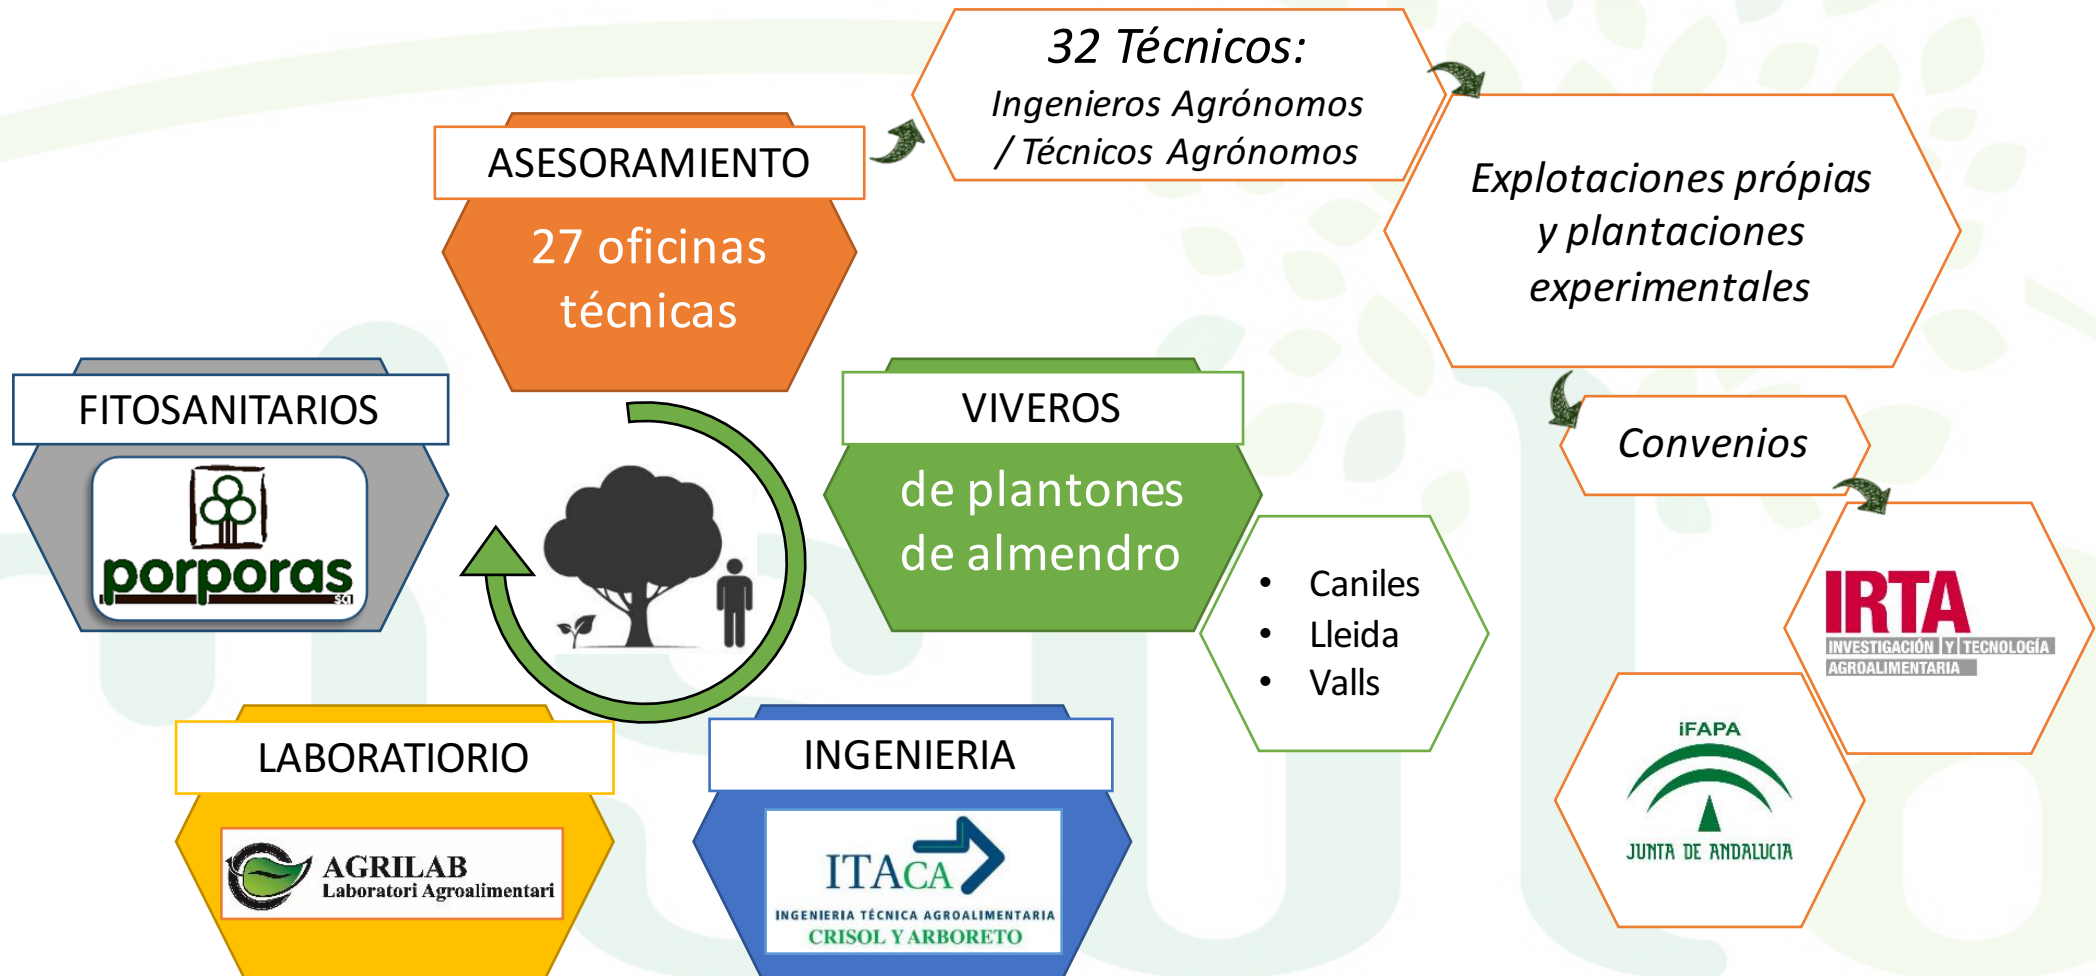 32 Técnicos:
Ingenieros Agrónomos
/ Técnicos Agrónomos
ASESORAMIENTO
27 oficinas
técnicas
Explotaciones própias
y plantaciones
experimentales
Convenios
IRTA
INVESTIGACIÓN Y TECNOLOGÍA
AGROALIMENTARIA
iFAPA
JUNTA DE ANDALUCIA
FITOSANITARIOS
porporas
sa
VIVEROS
de plantones
de almendro
• Caniles
• Lleida
• Valls
LABORATIORIO
AGRILAB
Laboratori Agroalimentari
INGENIERIA
ITACA
INGENIERIA TÉCNICA AGROALIMENTARIA
CRISOL Y ARBORETO